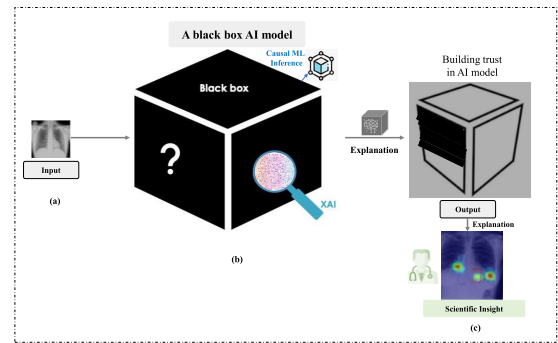 A black box AI model
Causal ML
Inference
Black box
Building trust
in AI model
?
Explanation
Input
XAI
(a)
Output
Explanation
(b)
Scientific Insight
(c)